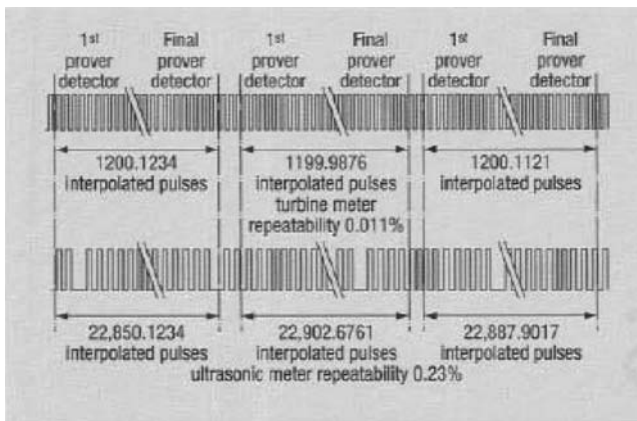 1st Final 1st Final 1st Final
prover prover prover prover prover prover
detector detector detector detector detector detector
1200.1234 1199.9876 1200.1121
interpolated pulses interpolated pulses interpolated pulses
turbine meter
repeatability 0.011%
22,850.1234 22,902.6761 22,887.9017
interpolated pulses interpolated pulses interpolated pulses
ultrasonic meter repeatability 0.23%